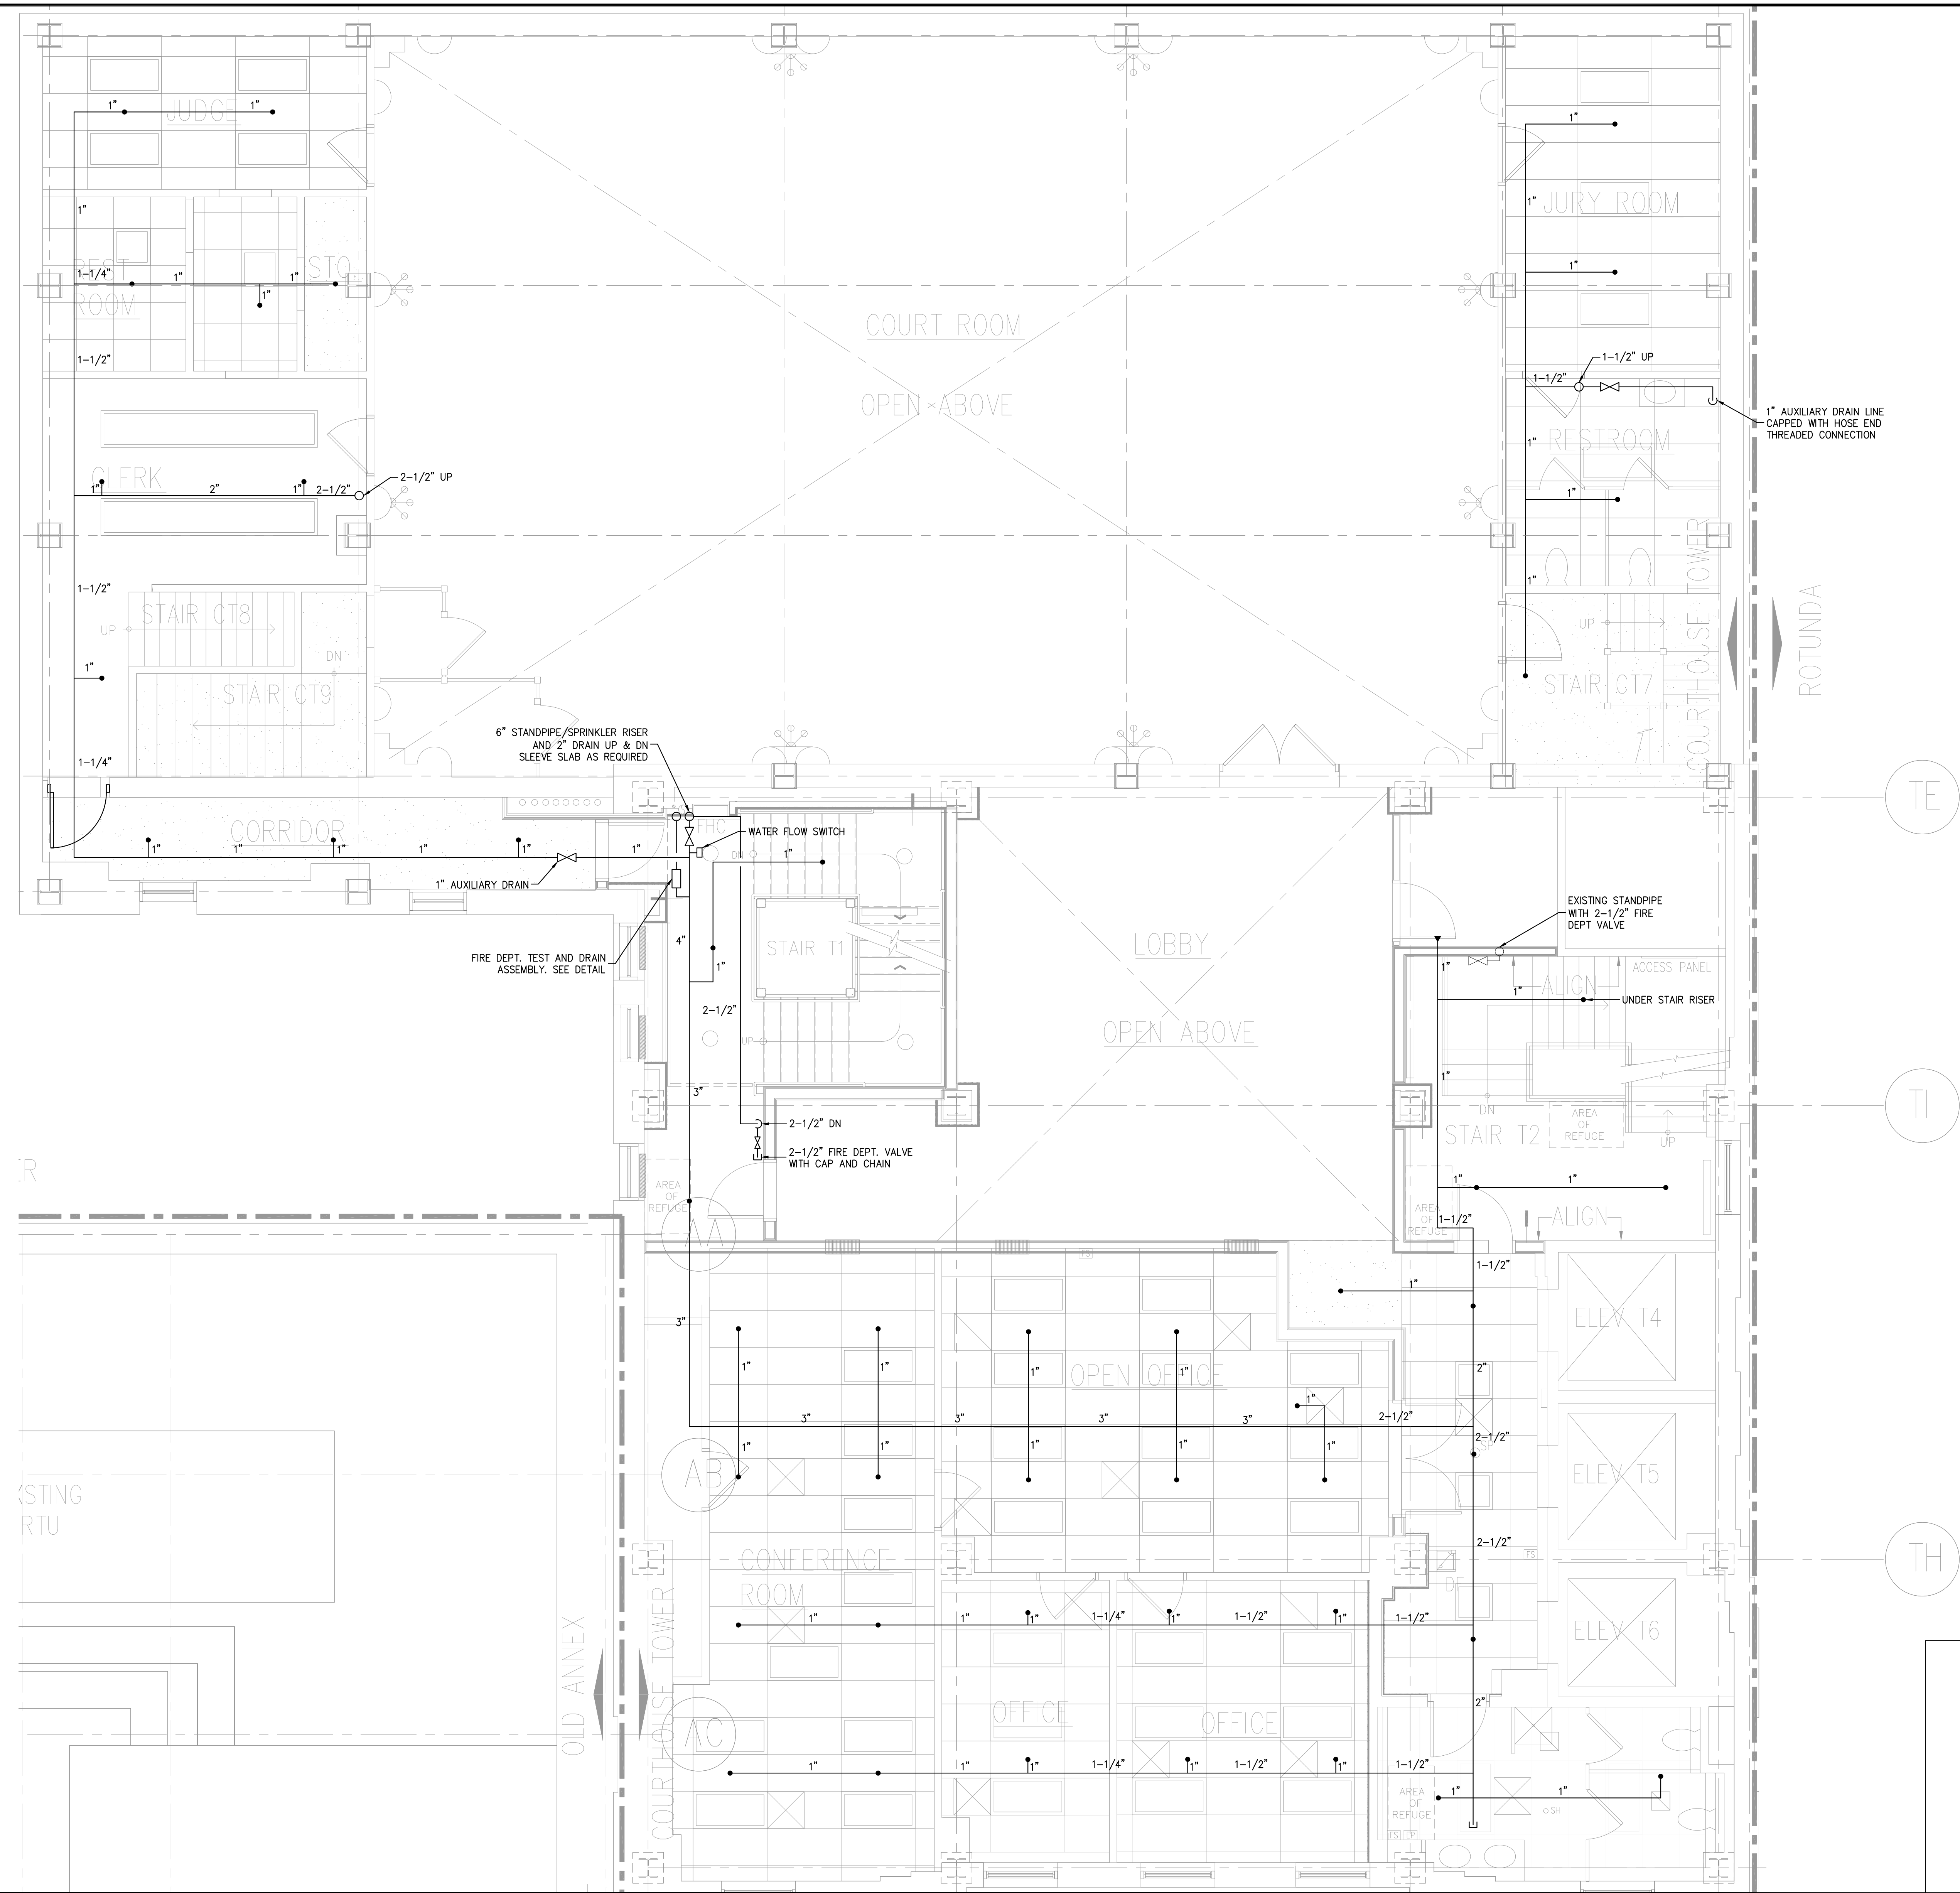 JUDGE
1"
1"
1"
REST
ROOM
1-1/4"
1"
1"
1"
STO.
1-1/2"
CLERK
1"
2"
1"
2-1/2"
2-1/2" UP
1-1/2"
STAIR CT8
UP
DN
STAIR CT9
1"
1-1/4"
COURT ROOM
OPEN ABOVE
1"
1"
JURY ROOM
1"
1-1/2" UP
1-1/2"
1" AUXILIARY DRAIN LINE
CAPPED WITH HOSE END
THREADED CONNECTION
1"
RESTROOM
1"
1"
UP
STAIR CT7
COURTHOUSE TOWER
ROTUNDA
6" STANDPIPE/SPRINKLER RISER
AND 2" DRAIN UP & DN
SLEEVE SLAB AS REQUIRED
TE
CORRIDOR
1"
1"
1"
1"
1"
1"
FHC
WATER FLOW SWITCH
DN
1"
1" AUXILIARY DRAIN
4"
1"
STAIR T1
FIRE DEPT. TEST AND DRAIN
ASSEMBLY. SEE DETAIL
2-1/2"
UP
3"
LOBBY
OPEN ABOVE
EXISTING STANDPIPE
WITH 2-1/2" FIRE
DEPT VALVE
ACCESS PANEL
1"
1"
ALIGN
UNDER STAIR RISER
1"
DN
STAIR T2
AREA
OF
REFUGE
UP
TI
2-1/2" DN
2-1/2" FIRE DEPT. VALVE
WITH CAP AND CHAIN
AREA
OF
REFUGE
AA
1"
1"
AREA
OF
REFUGE
1-1/2"
ALIGN
1-1/2"
FS
1"
ELEV T4
3"
1"
1"
1"
1"
OPEN OFFICE
1"
2"
3"
3"
3"
3"
2-1/2"
2-1/2"
1"
1"
1"
1"
1"
AB
ELEV T5
EXISTING
RTU
CONFERENCE
ROOM
2-1/2"
FS
TH
DF
1"
1"
1"
1-1/4"
1"
1-1/2"
1"
1-1/2"
ELEV T6
OLD ANNEX
COURTHOUSE TOWER
AC
OFFICE
OFFICE
2"
1"
1"
1"
1-1/4"
1"
1-1/2"
1"
1-1/2"
AREA
OF
REFUGE
1"
1"
SH